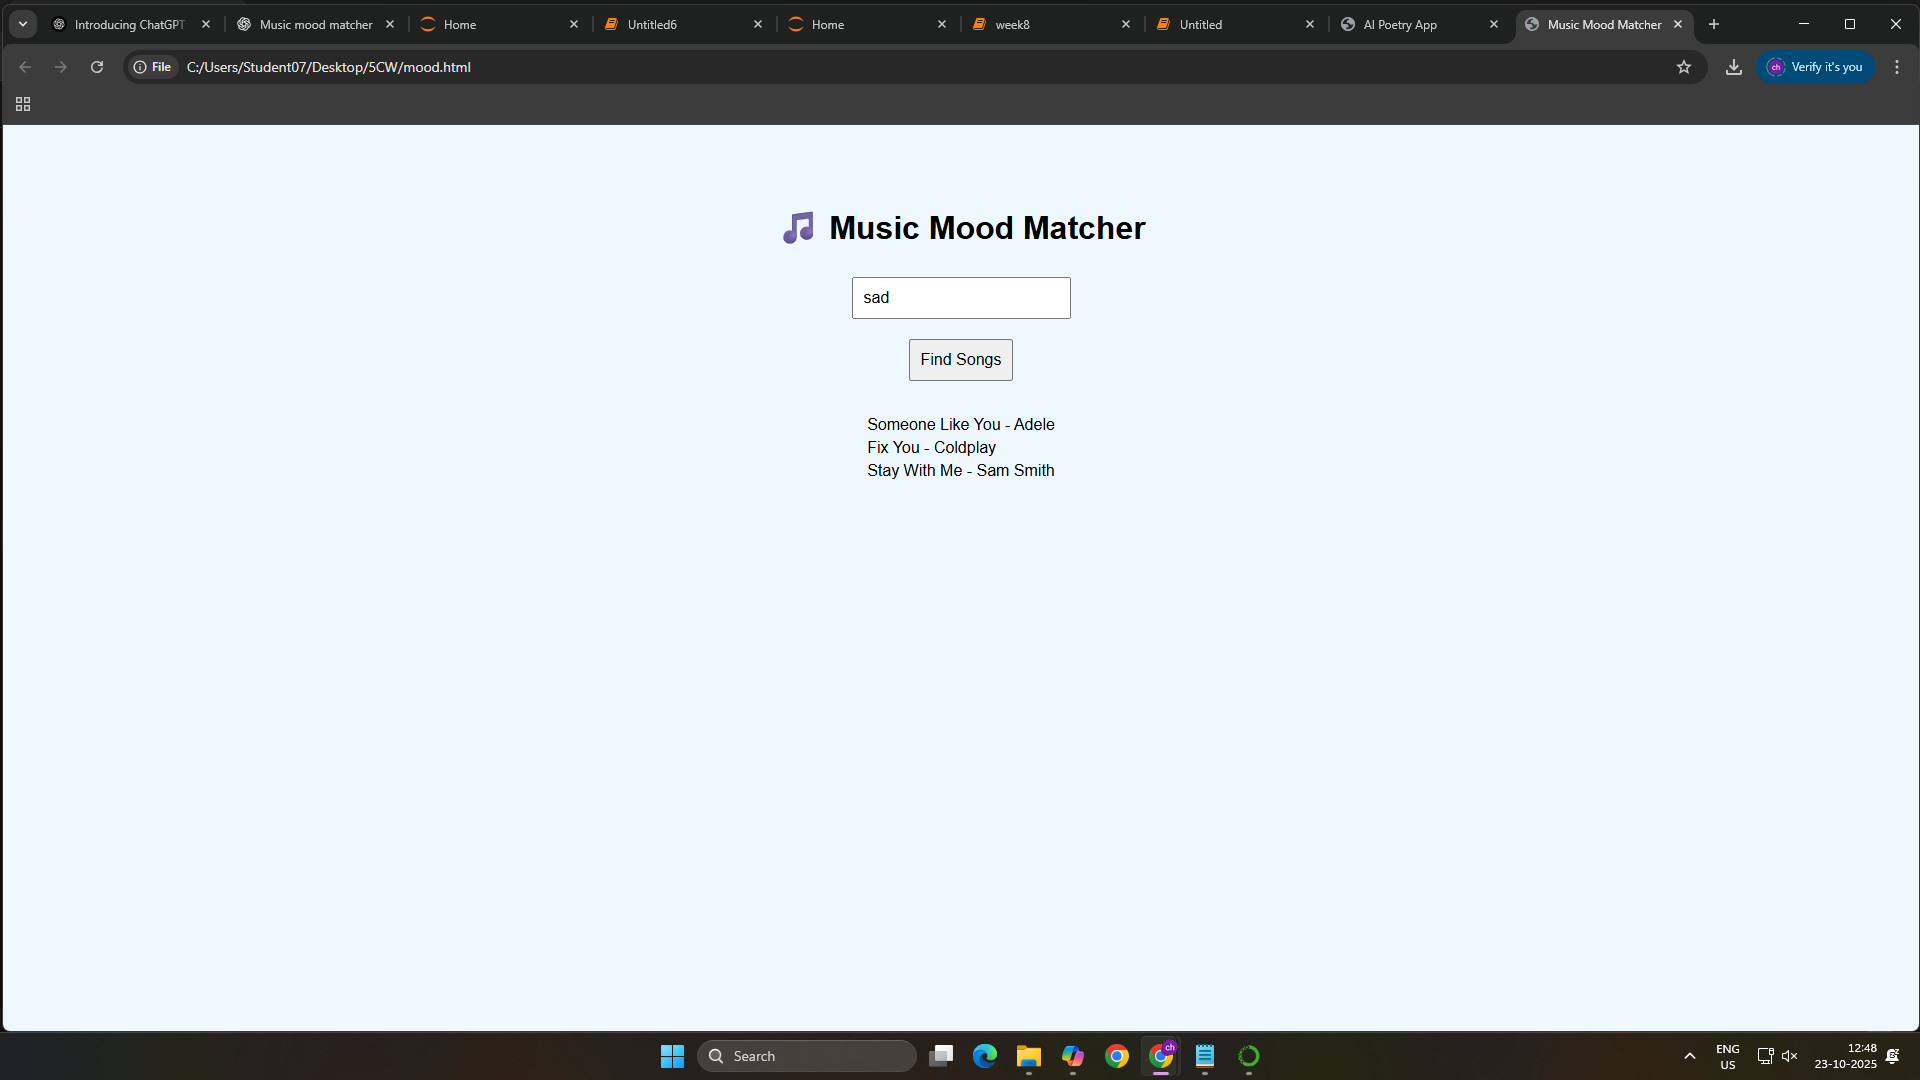 Introducing ChatGPT
Music mood matcher
Home
Untitled6
Home
week8
Untitled
AI Poetry App
Music Mood Matcher
File
C:/Users/Student07/Desktop/5CW/mood.html
ch
Verify it's you
Music Mood Matcher
sad
Find Songs
Someone Like You - Adele
Fix You - Coldplay
Stay With Me - Sam Smith
Search
ch
ENG
US
12:48
23-10-2025